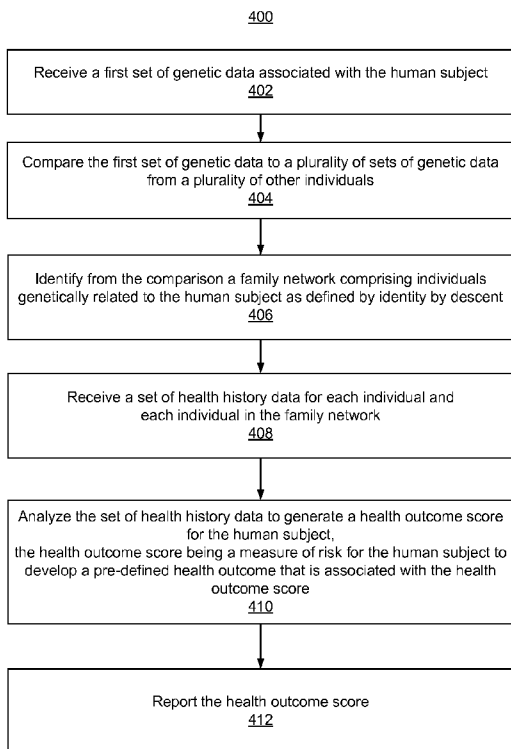 400
Receive a first set of genetic data associated with the human subject
402
Compare the first set of genetic data to a plurality of sets of genetic data
from a plurality of other individuals
404
Identify from the comparison a family network comprising individuals
genetically related to the human subject as defined by identity by descent
406
Receive a set of health history data for each individual and
each individual in the family network
408
Analyze the set of health history data to generate a health outcome score
for the human subject,
the health outcome score being a measure of risk for the human subject to
develop a pre-defined health outcome that is associated with the health
outcome score
410
Report the health outcome score
412